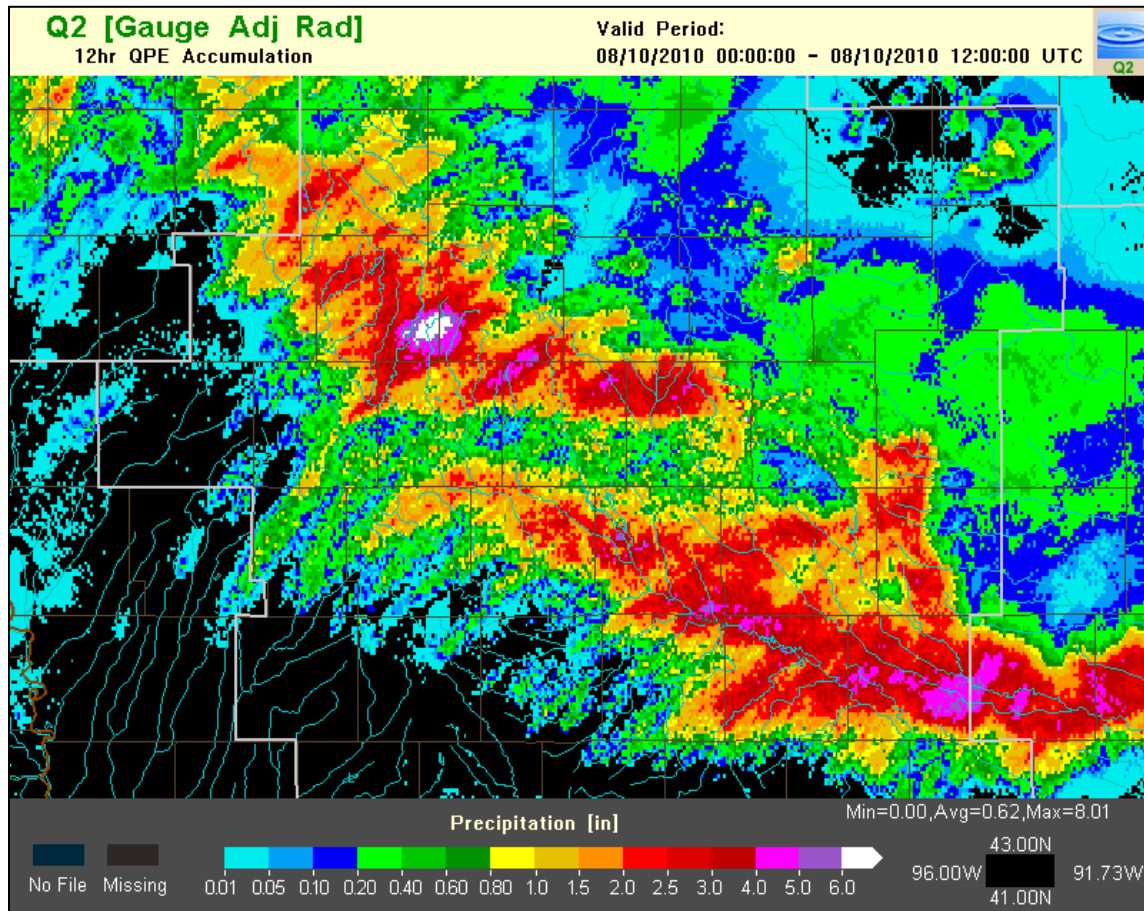 Q2 [Gauge Adj Rad]
12hr QPE Accumulation
Valid Period:
08/10/2010 00:00:00 - 08/10/2010 12:00:00 UTC
Q2
Precipitation [in]
Min=0.00,Avg=0.62,Max=8.01
No File Missing
0.01 0.05 0.10 0.20 0.40 0.60 0.80 1.0 1.5 2.0 2.5 3.0 4.0 5.0 6.0
43.00N
96.00W 91.73W
41.00N